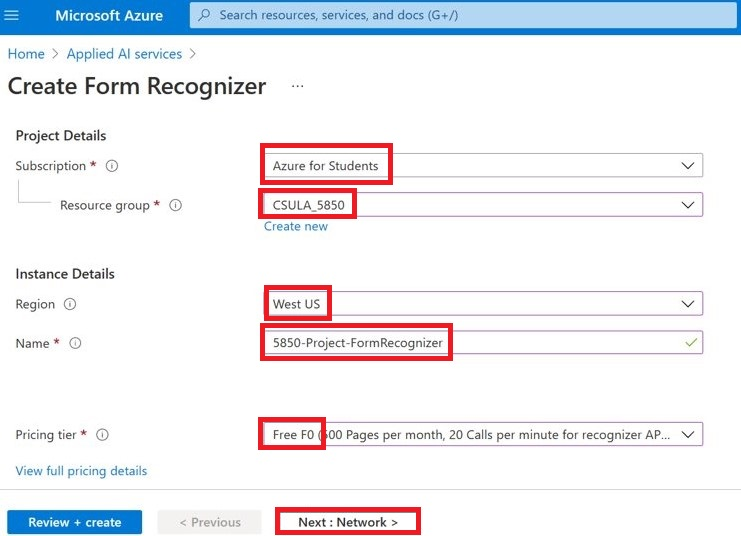 Microsoft Azure
Search resources, services, and docs (G+/)
Home > Applied AI services >
Create Form Recognizer ...
Project Details
Subscription *
Azure for Students
Resource group *
CSULA_5850
Create new
Instance Details
Region
West US
Name *
5850-Project-FormRecognizer
Pricing tier *
Free F0 (500 Pages per month, 20 Calls per minute for recognizer AP...
View full pricing details
Review + create
< Previous
Next : Network >